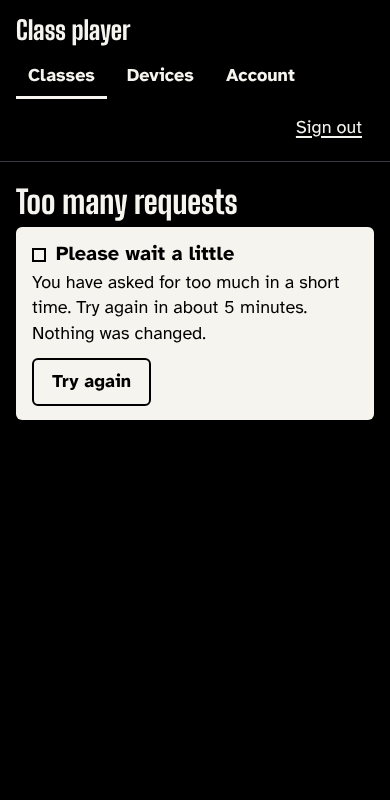 Class player
Classes Devices Account
Sign out
Too many requests
Please wait a little
You have asked for too much in a short
time. Try again in about 5 minutes.
Nothing was changed.
Try again